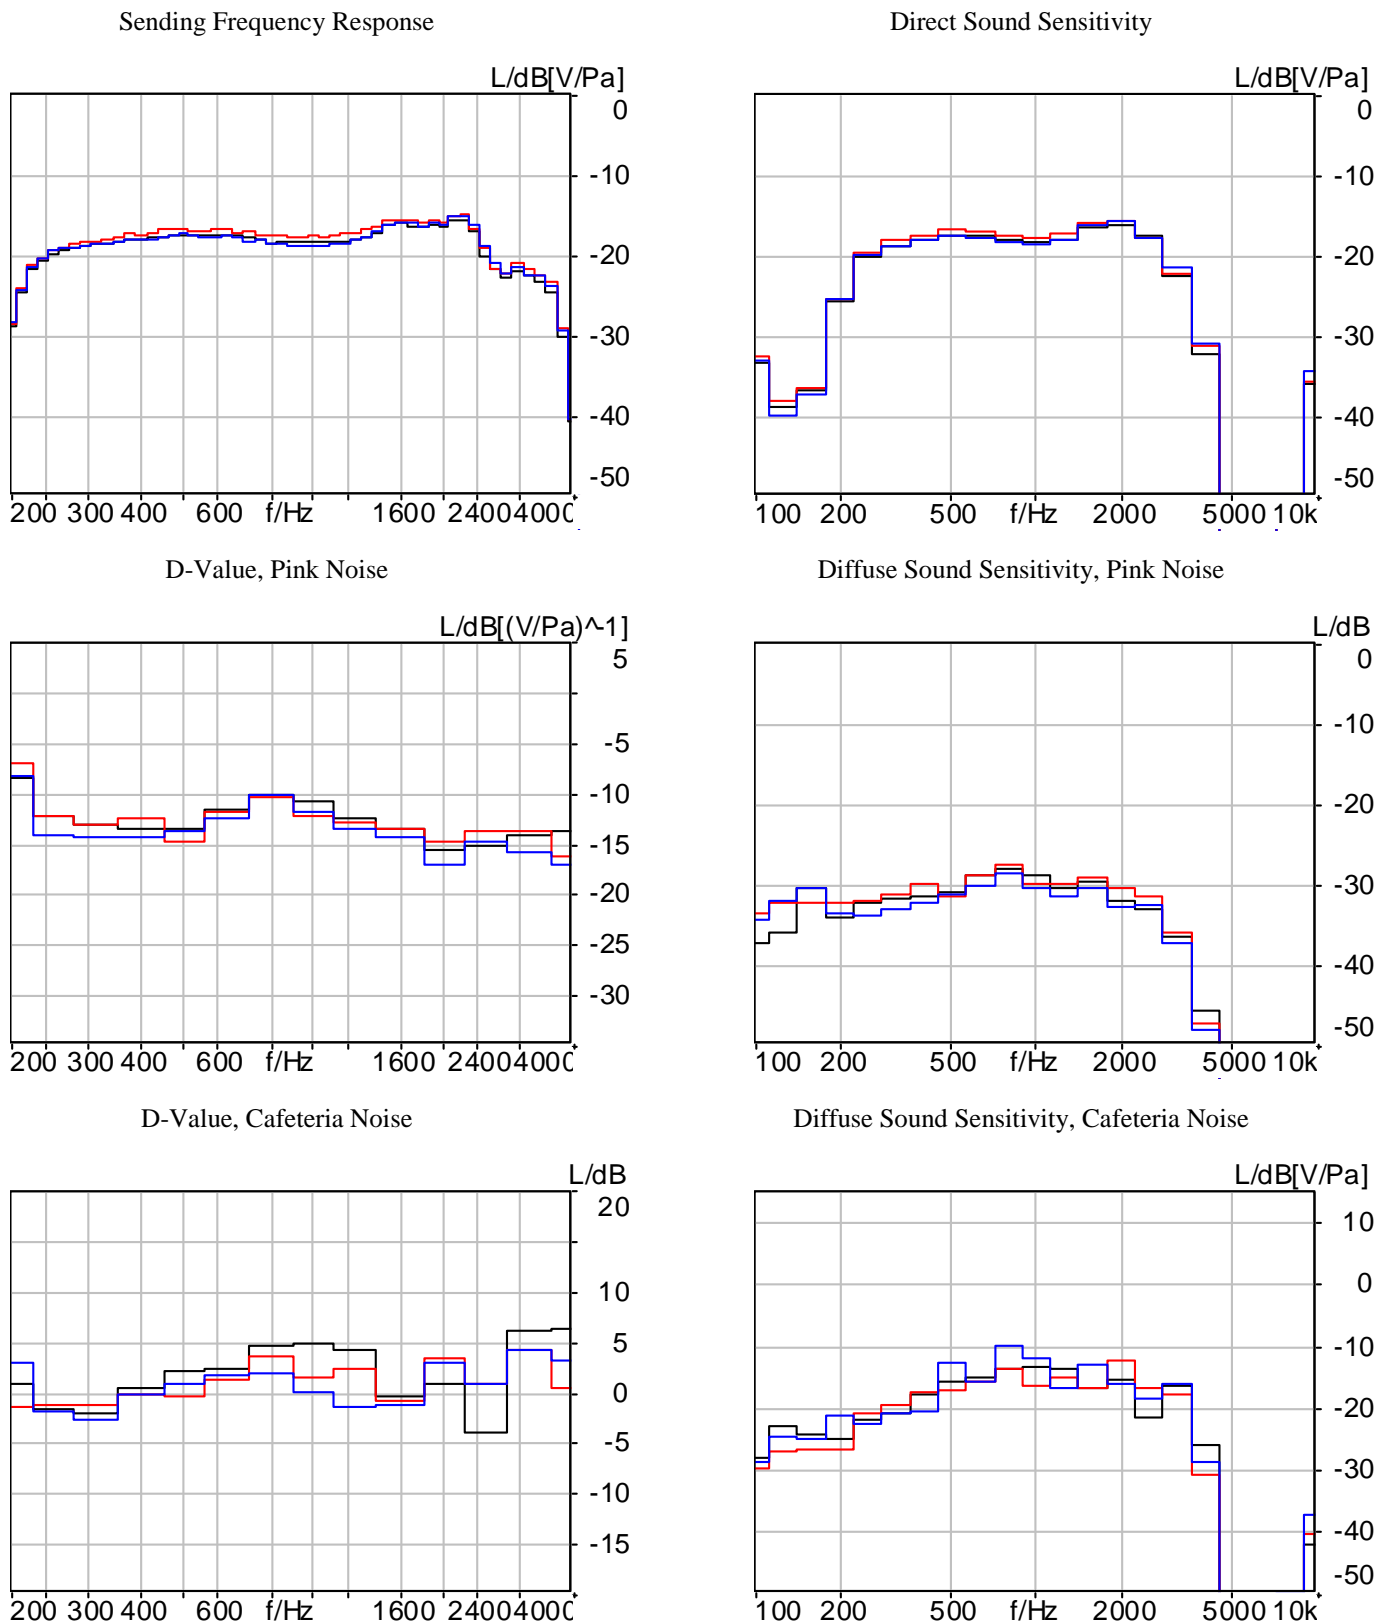 Sending Frequency Response
Direct Sound Sensitivity
L/dB[V/Pa]
0
-10
-20
-30
-40
-50
200 300 400 600 f/Hz 1600 2400 4000
L/dB[V/Pa]
0
-10
-20
-30
-40
-50
100 200 500 f/Hz 2000 5000 10k
D-Value, Pink Noise
Diffuse Sound Sensitivity, Pink Noise
L/dB[(V/Pa)^-1]
5
-5
-10
-15
-20
-25
-30
200 300 400 600 f/Hz 1600 2400 4000
L/dB
0
-10
-20
-30
-40
-50
100 200 500 f/Hz 2000 5000 10k
D-Value, Cafeteria Noise
Diffuse Sound Sensitivity, Cafeteria Noise
L/dB
20
10
5
0
-5
-15
200 300 400 600 f/Hz 1600 2400 4000
L/dB[V/Pa]
10
0
-10
-20
-30
-40
-50
100 200 500 f/Hz 2000 5000 10k